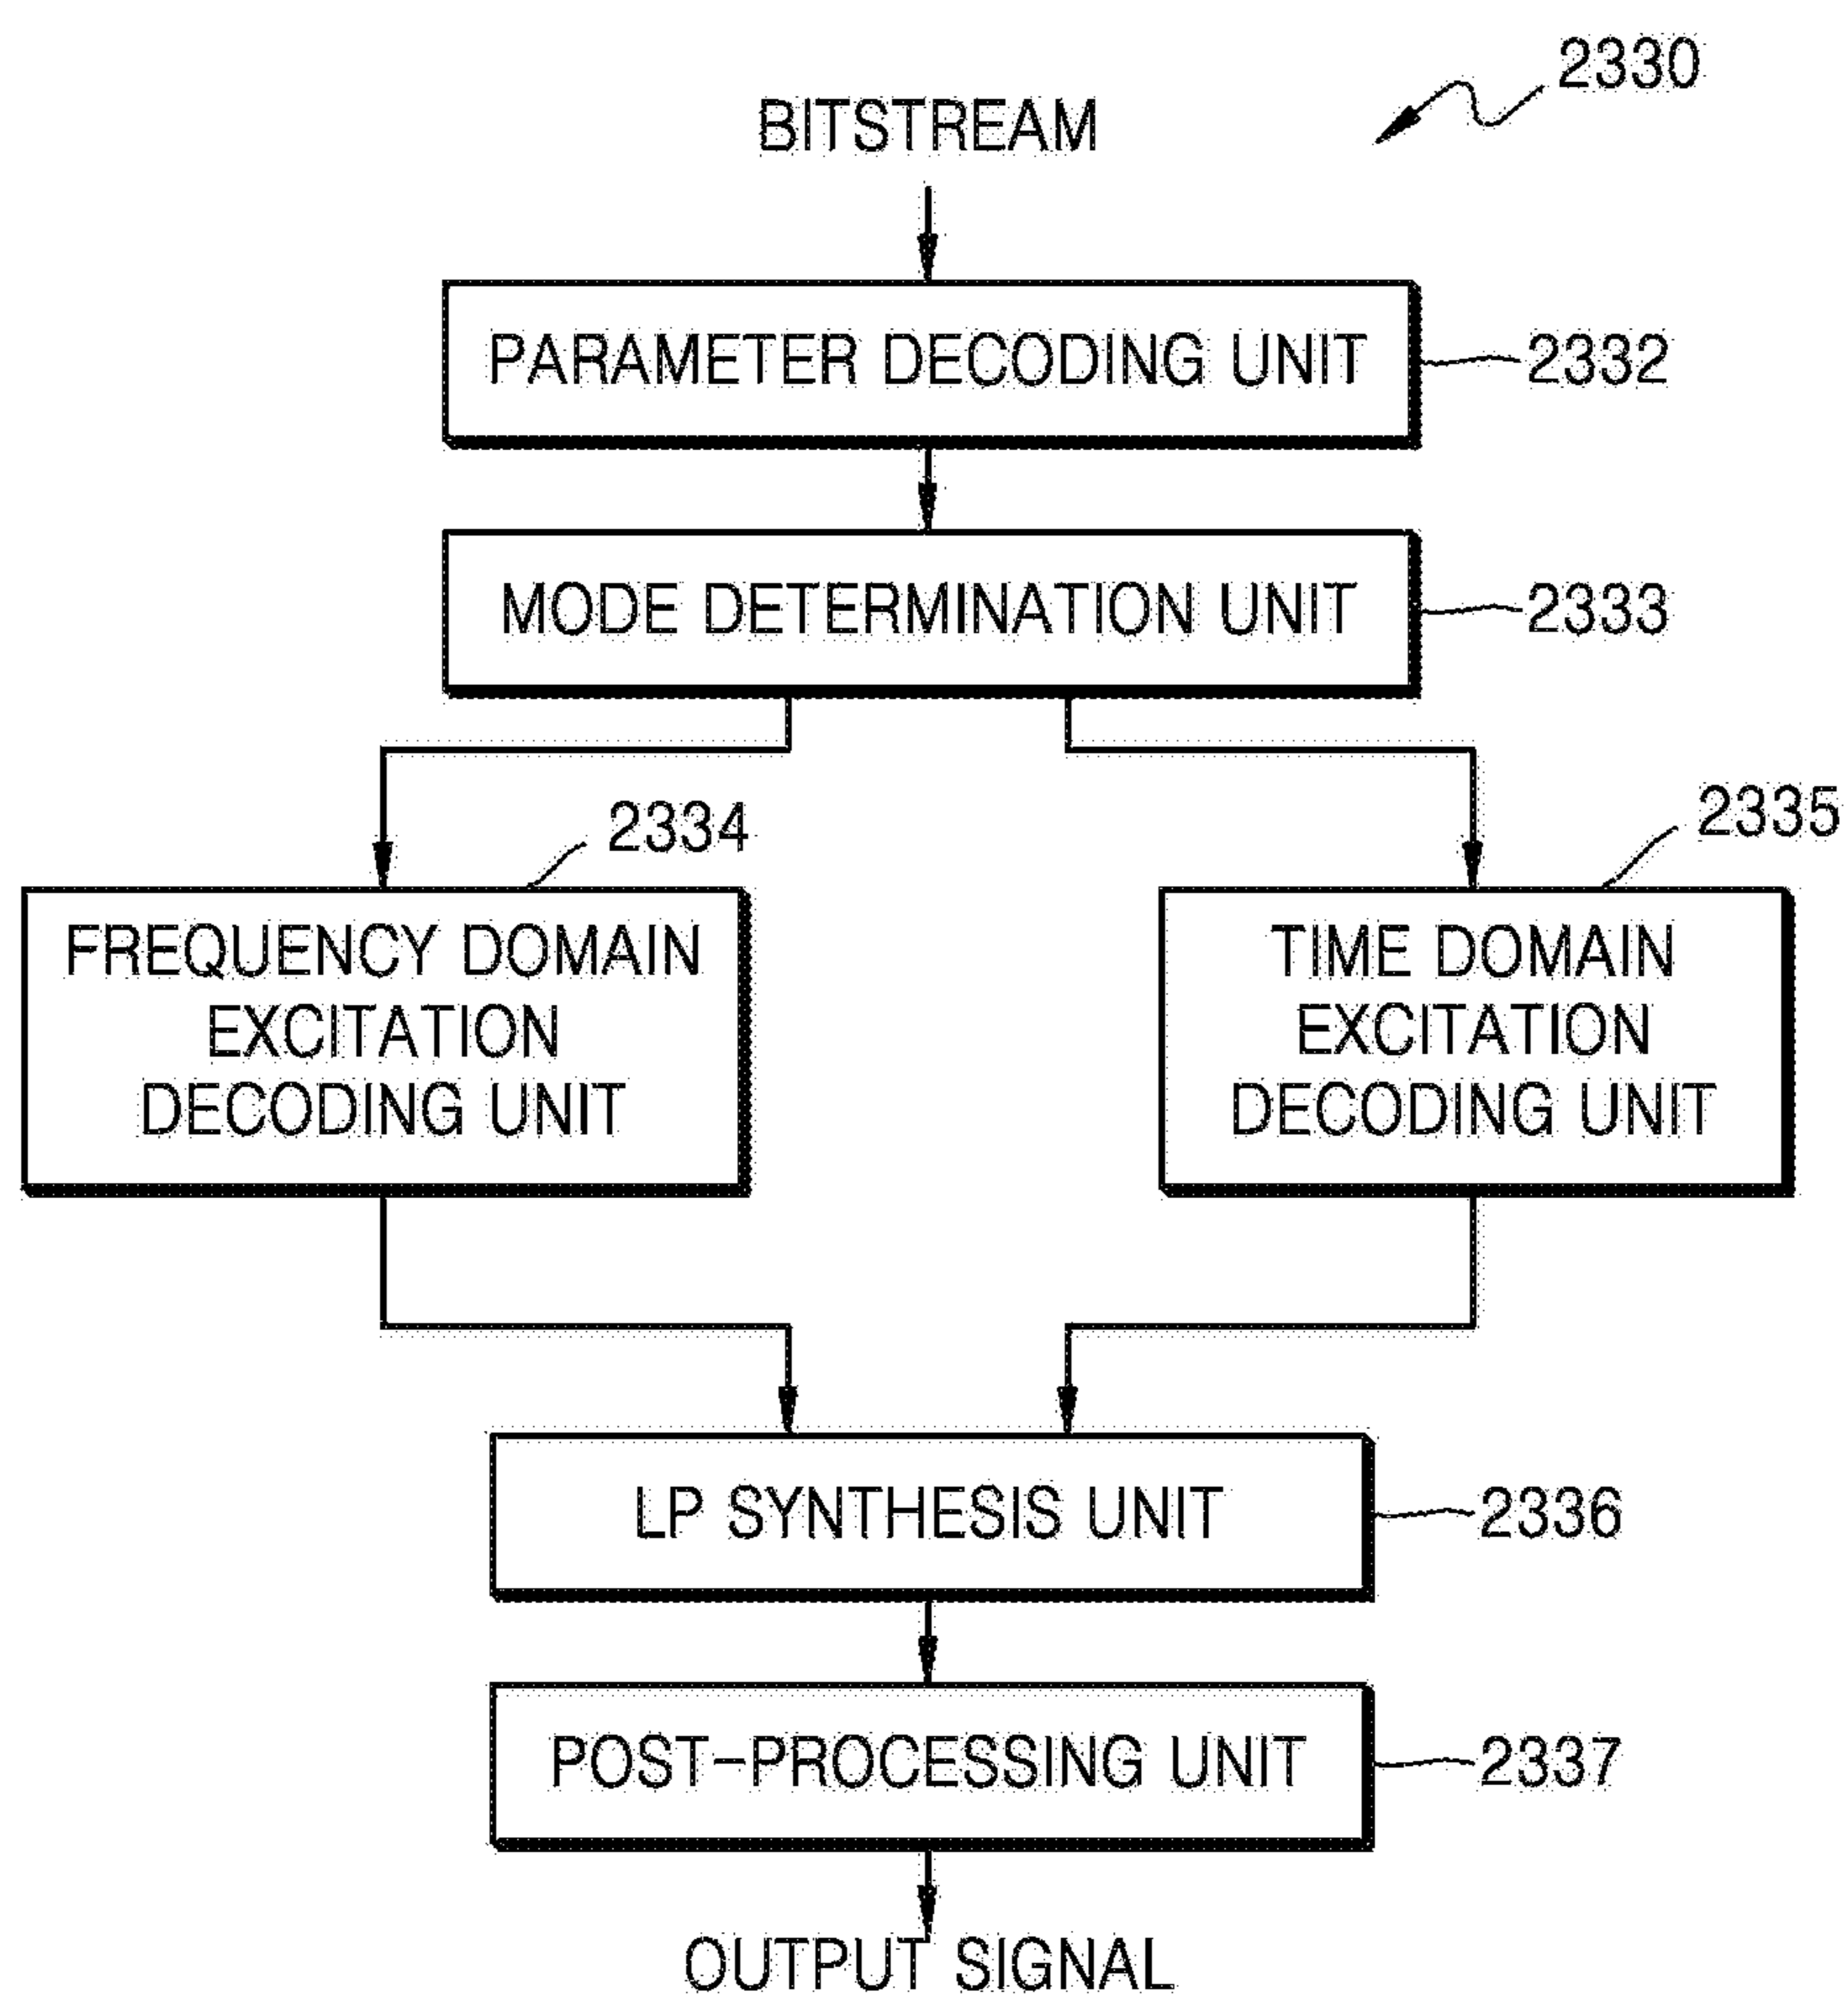 2330
BITSTREAM
PARAMETER DECODING UNIT
2332
MODE DETERMINATION UNIT
2333
2334
2335
FREQUENCY DOMAIN
EXCITATION
DECODING UNIT
TIME DOMAIN
EXCITATION
DECODING UNIT
LP SYNTHESIS UNIT
2336
POST-PROCESSING UNIT
2337
OUTPUT SIGNAL